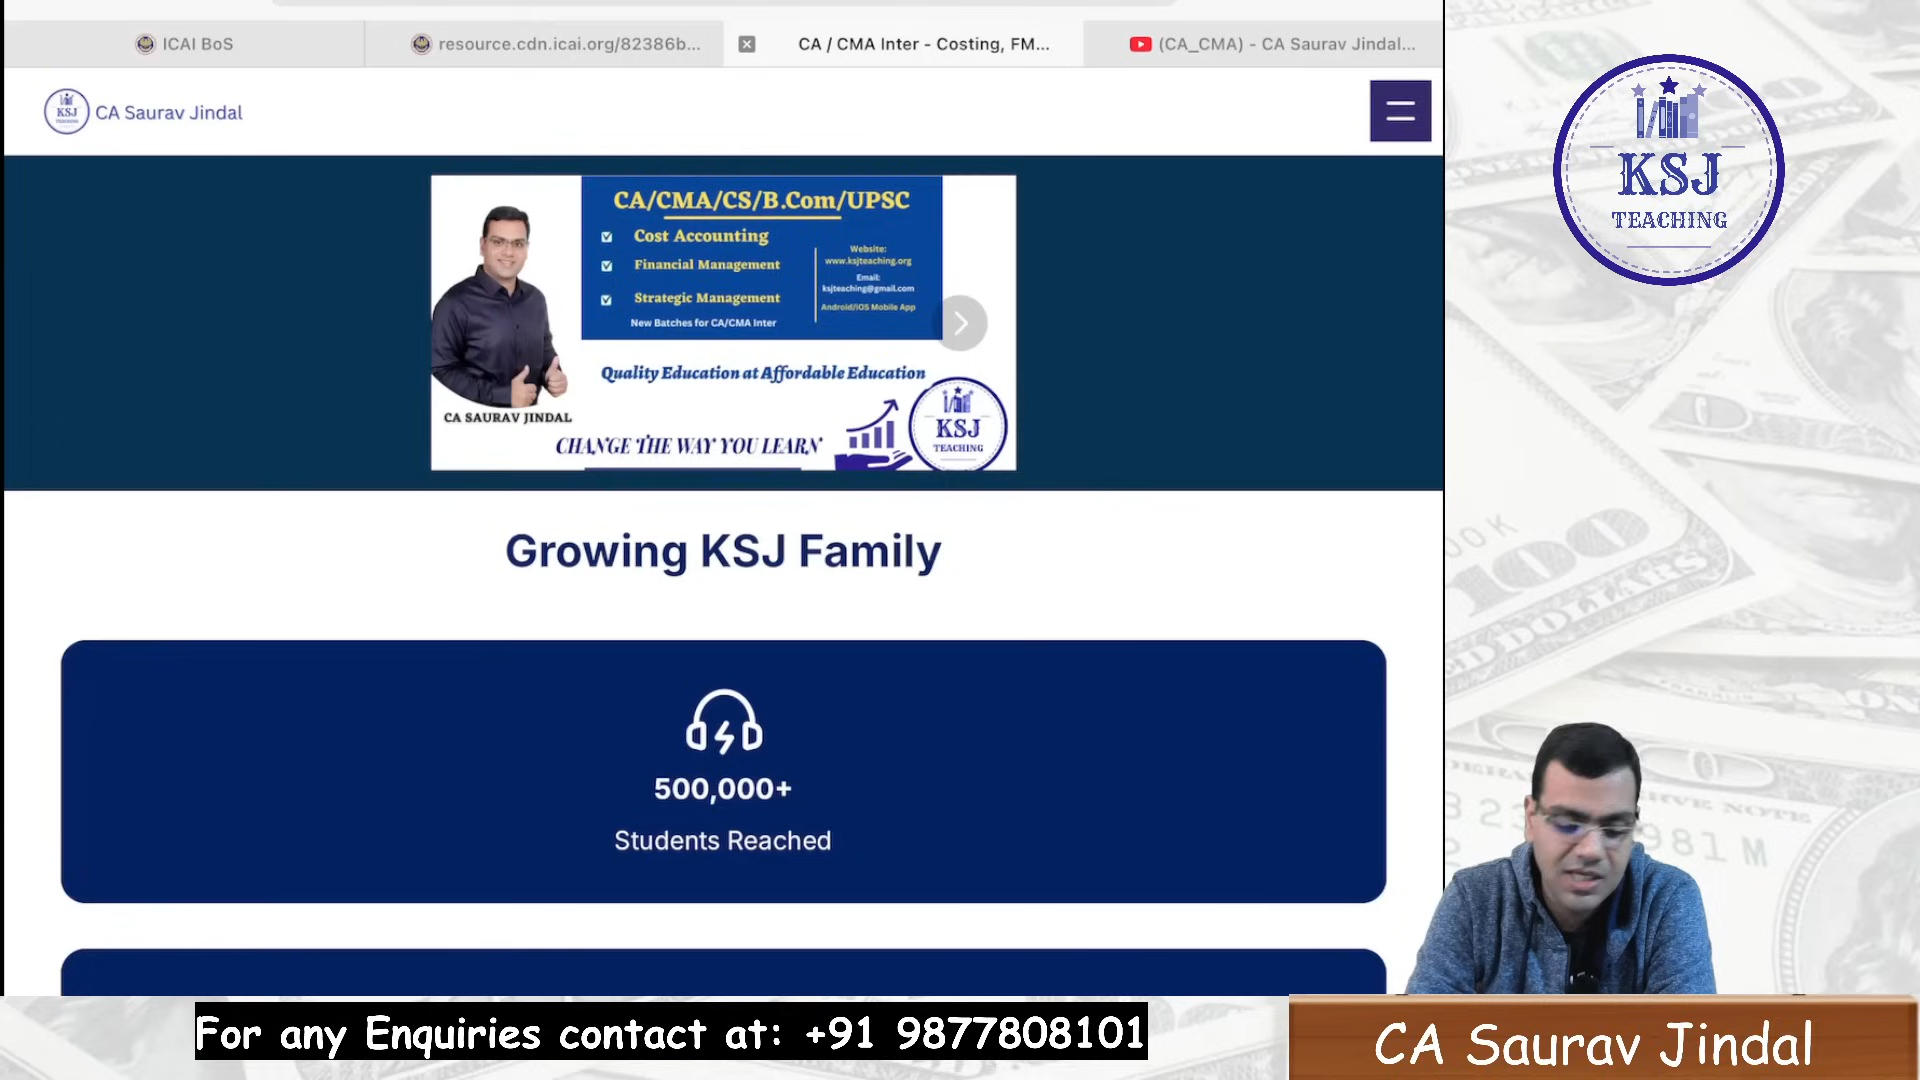 ICAI BoS
resource.cdn.icai.org/82386b...
CA / CMA Inter - Costing, FM...
(CA_CMA) - CA Saurav Jindal...
KSJ
TEACHING
CA Saurav Jindal
CA/CMA/CS/B.Com/UPSC
Cost Accounting
Financial Management
Strategic Management
New Batches for CA/CMA Inter
Website:
www.ksjteaching.org
Email:
ksjteaching@gmail.com
Android/iOS Mobile App
Quality Education at Affordable Education
CA SAURAV JINDAL
CHANGE THE WAY YOU LEARN
KSJ
TEACHING
Growing KSJ Family
500,000+
Students Reached
KSJ
TEACHING
For any Enquiries contact at: +91 9877808101
CA Saurav Jindal